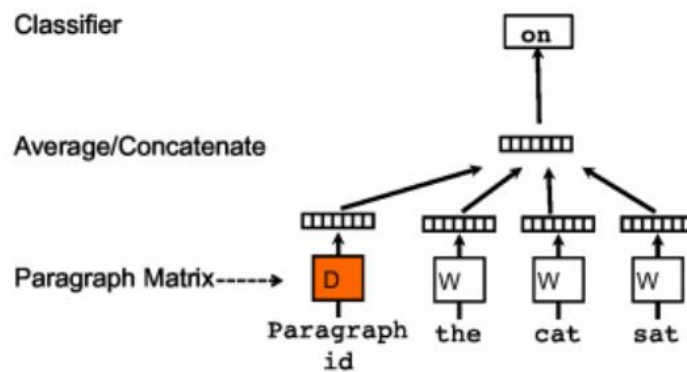 Classifier
on
Average/Concatenate
Paragraph Matrix
D
W
W
W
Paragraph
id
the
cat
sat